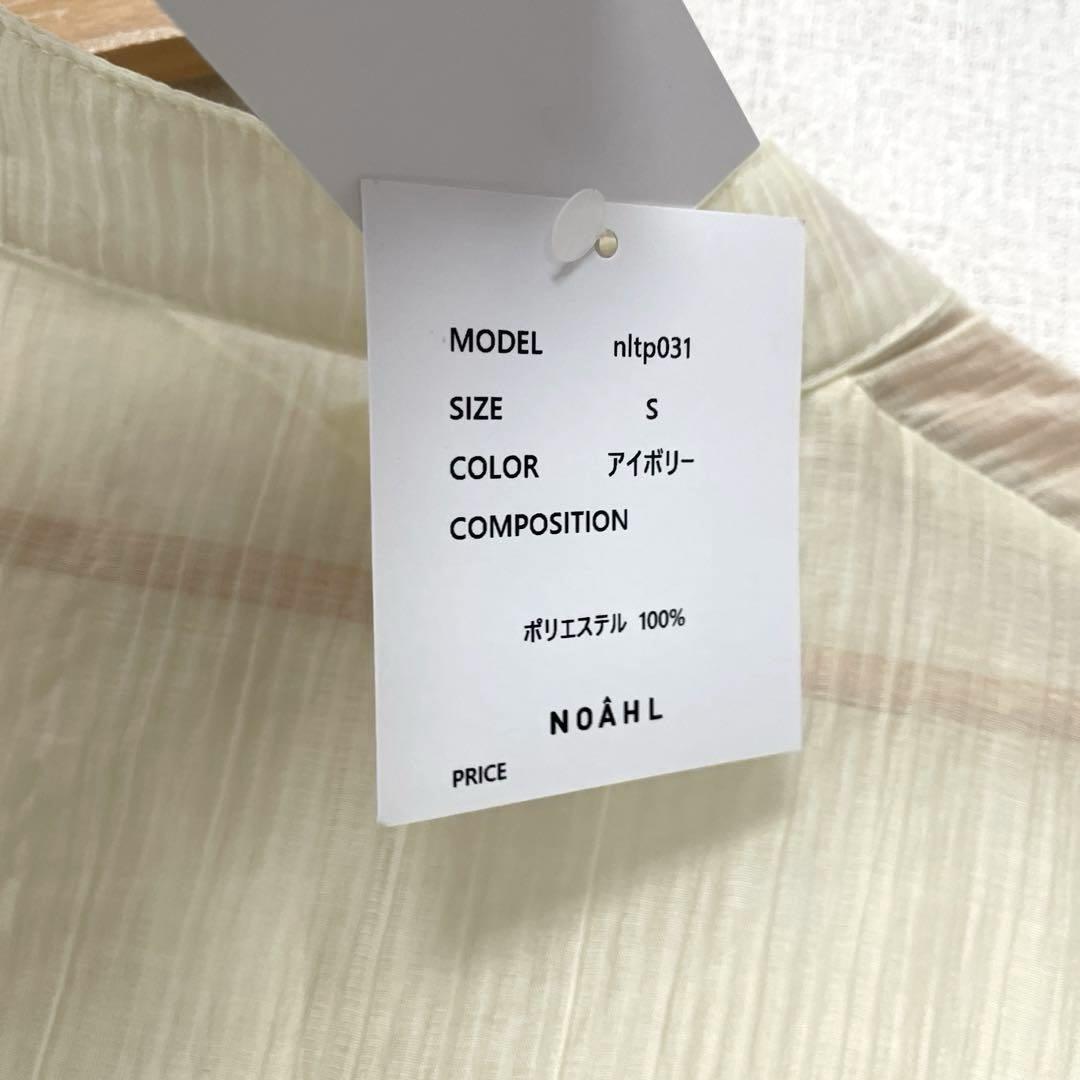 MODEL nltp031
SIZE S
COLOR アイボリー
COMPOSITION
ポリエステル 100%
NOÂHL
PRICE